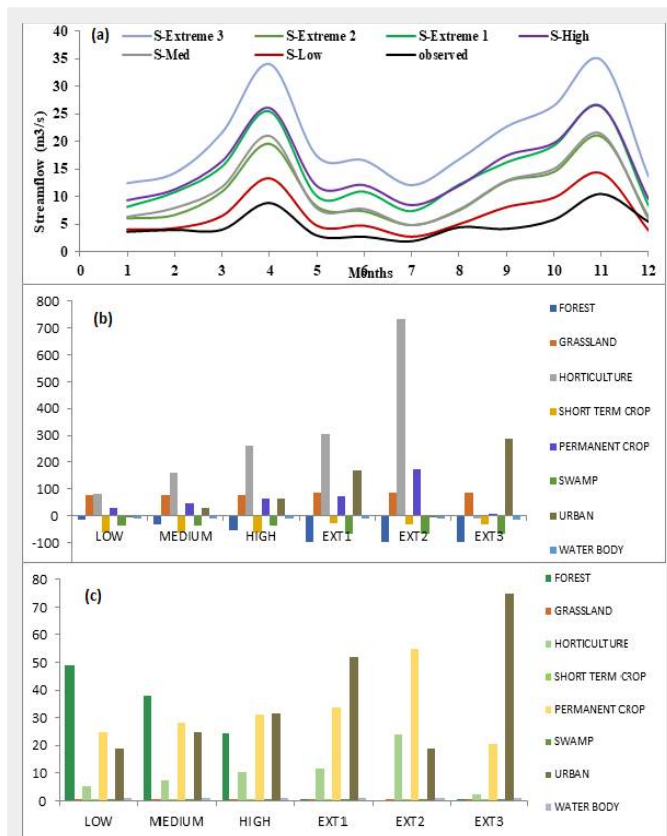 (a)
S-Extreme 3 S-Extreme 2 S-Extreme 1 S-High
S-Med S-Low observed
Streamflow (m3/s)
40
35
30
25
20
15
10
5
0
0 1 2 3 4 5 6 7 8 9 10 11 12
Months
(b)
800
700
600
500
400
300
200
100
0
-100
LOW MEDIUM HIGH EXT1 EXT2 EXT3
FOREST
GRASSLAND
HORTICULTURE
SHORT TERM CROP
PERMANENT CROP
SWAMP
URBAN
WATER BODY
(c)
80
70
60
50
40
30
20
10
0
LOW MEDIUM HIGH EXT1 EXT2 EXT3
FOREST
GRASSLAND
HORTICULTURE
SHORT TERM CROP
PERMANENT CROP
SWAMP
URBAN
WATER BODY